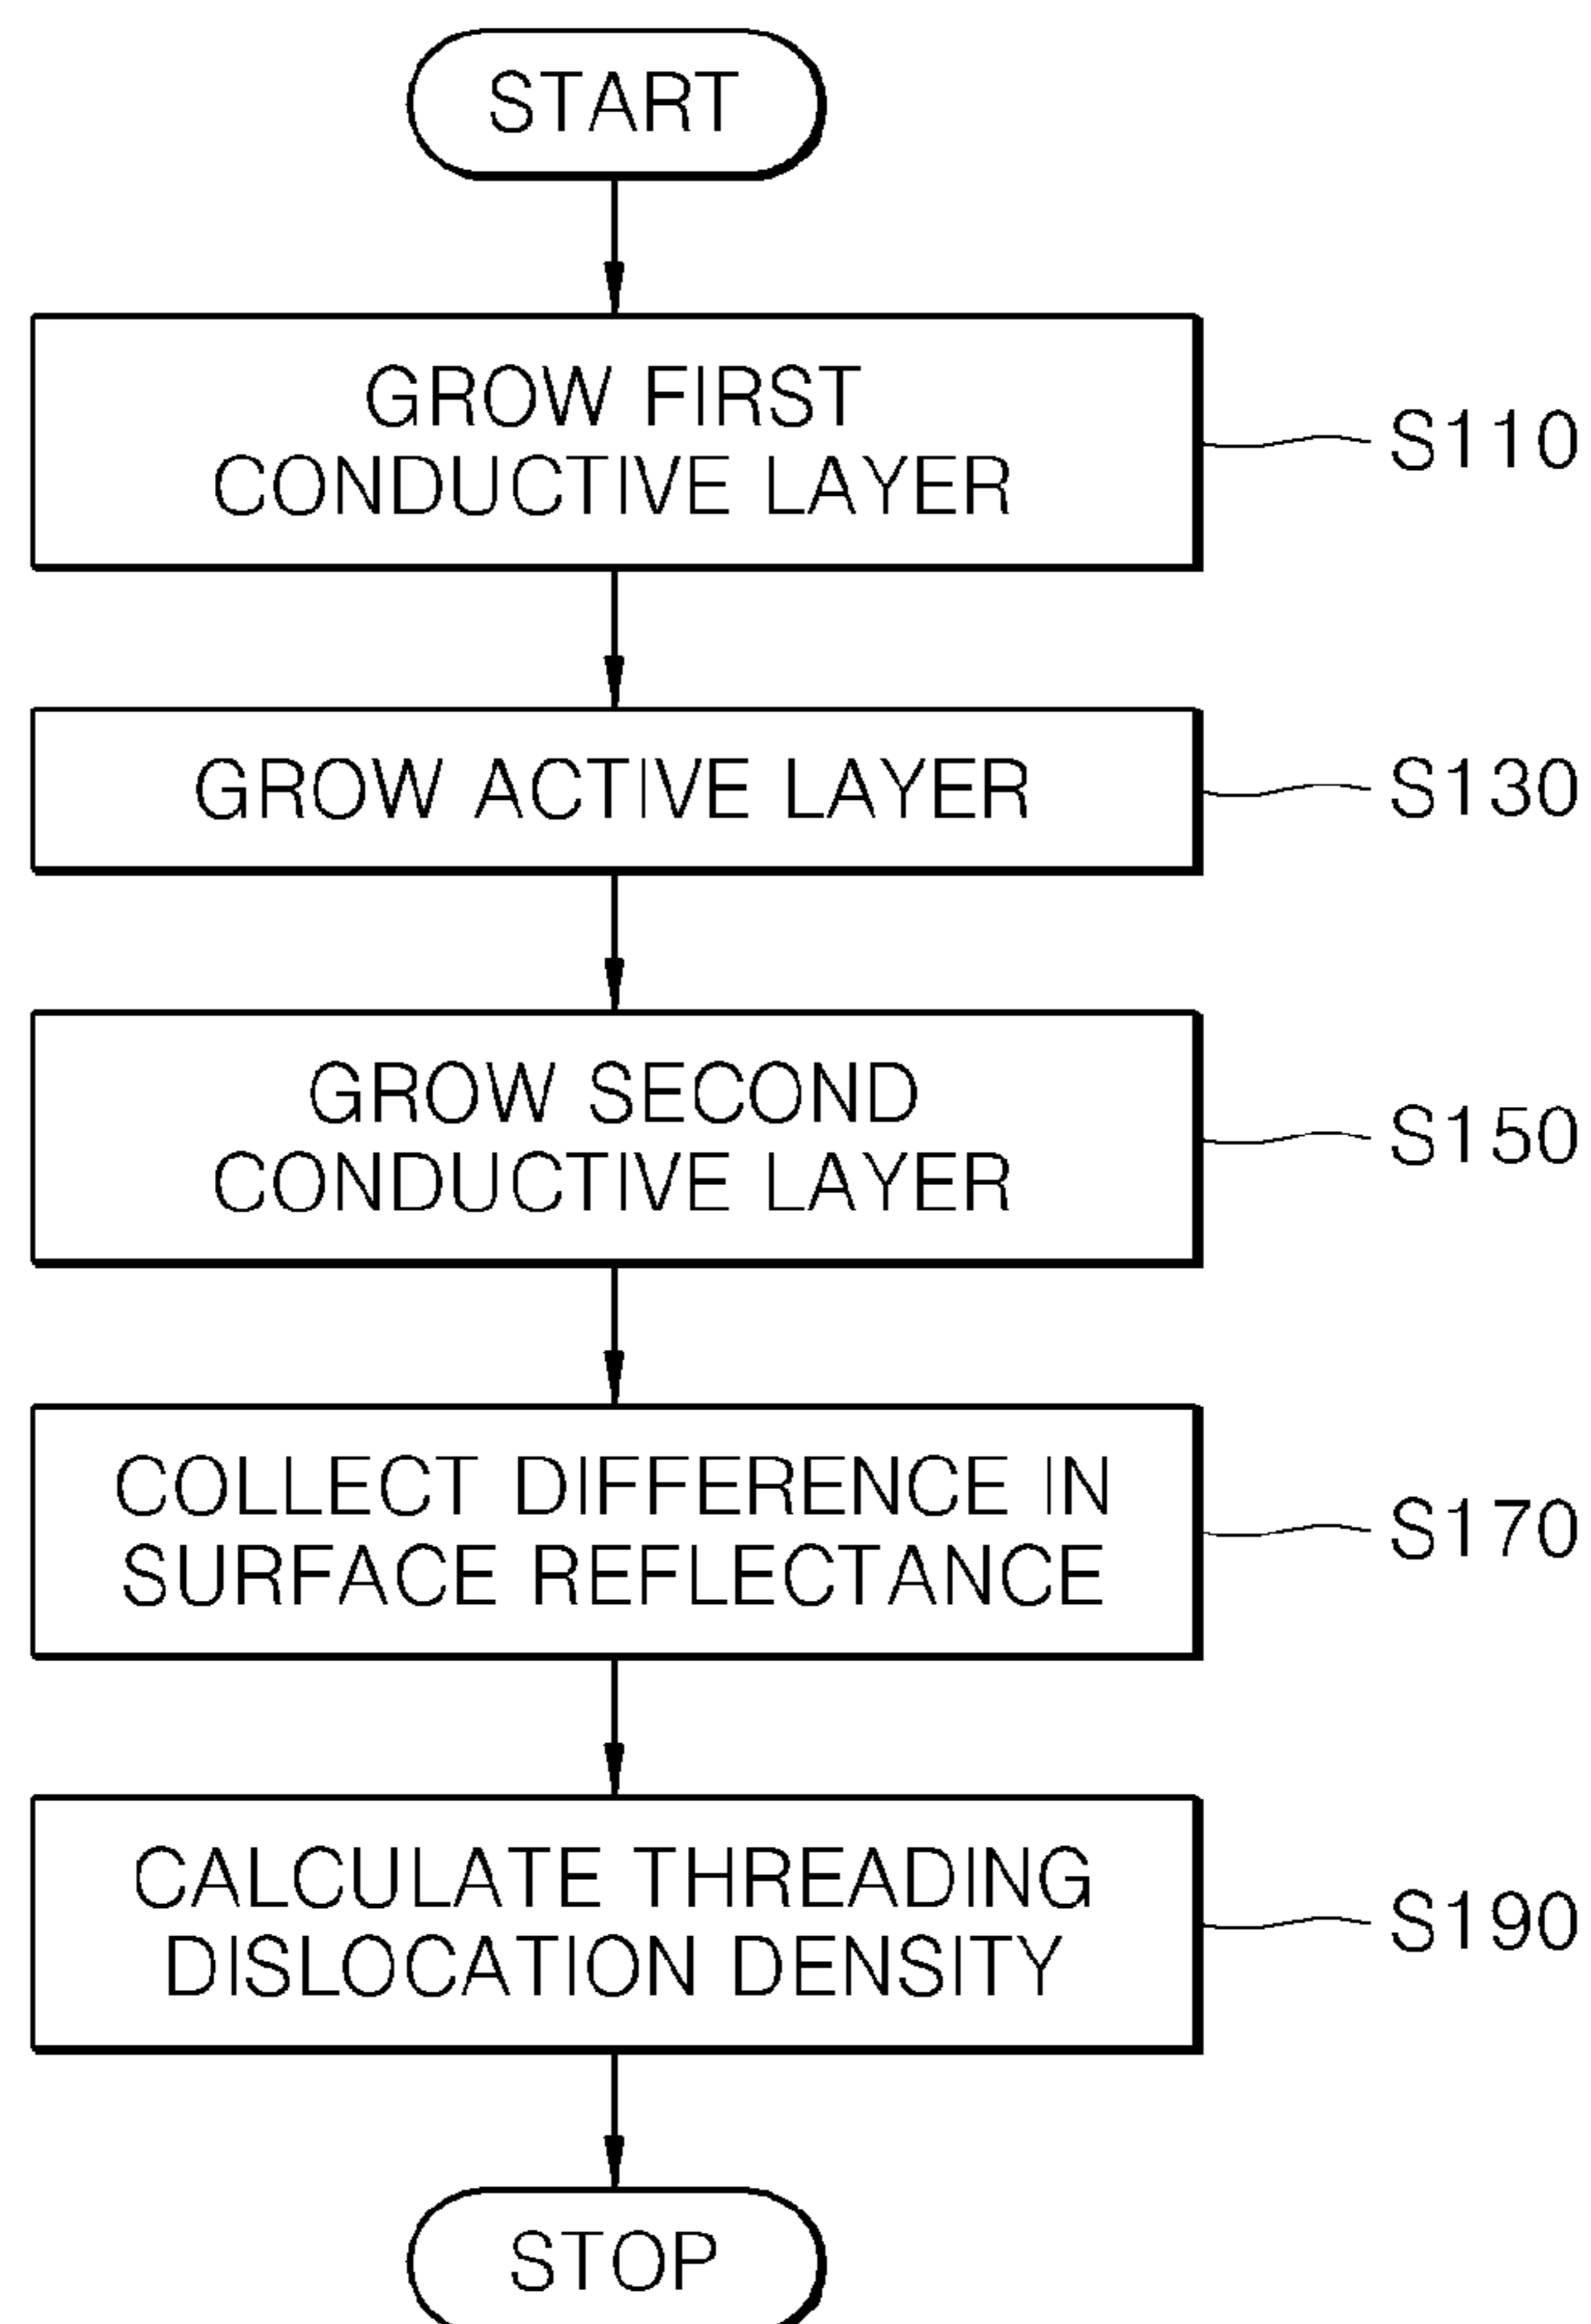 START
GROW FIRST
CONDUCTIVE LAYER
S110
GROW ACTIVE LAYER
S130
GROW SECOND
CONDUCTIVE LAYER
S150
COLLECT DIFFERENCE IN
SURFACE REFLECTANCE
S170
CALCULATE THREADING
DISLOCATION DENSITY
S190
STOP